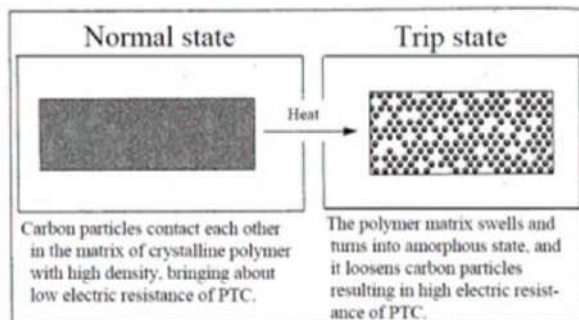 Normal state
Trip state
Heat
Carbon particles contact each other
in the matrix of crystalline polymer
with high density, bringing about
low electric resistance of PTC.
The polymer matrix swells and
turns into amorphous state, and
it loosens carbon particles
resulting in high electric resist-
ance of PTC.